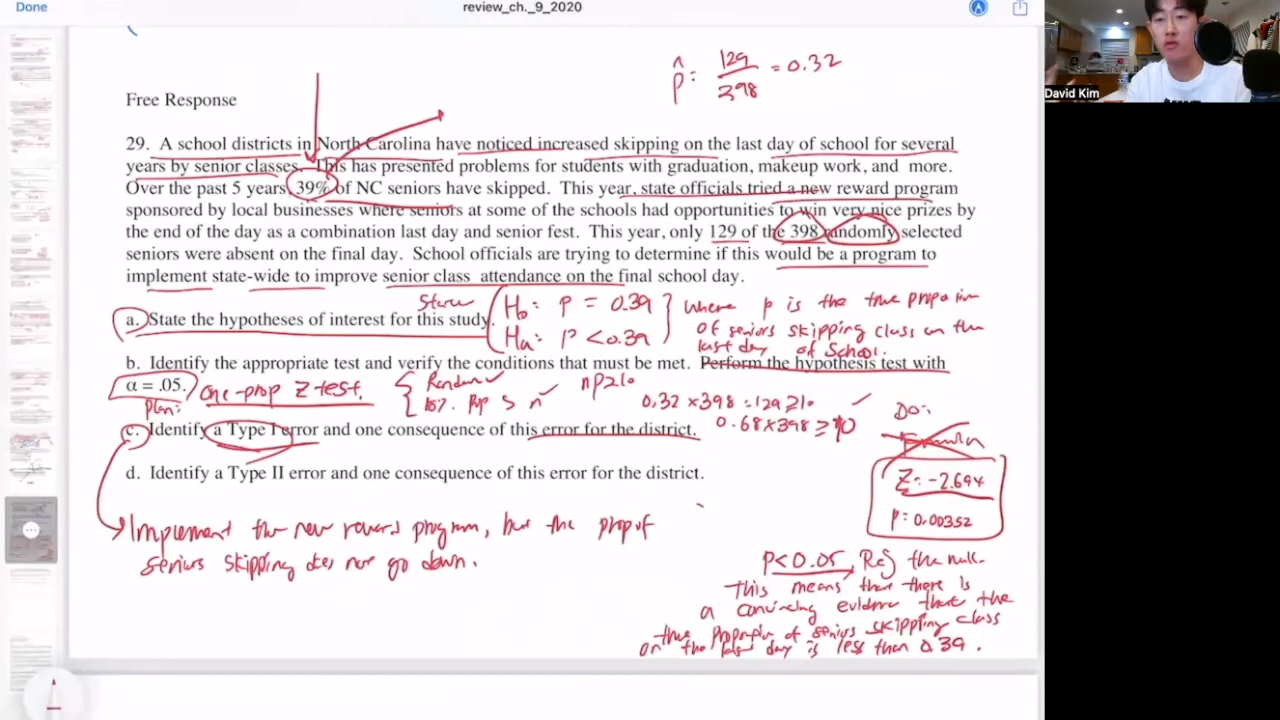 Done
review_ch._9_2020
David Kim
p̂: 129/398 = 0.32
Free Response
29. A school districts in North Carolina have noticed increased skipping on the last day of school for several
years by senior classes. This has presented problems for students with graduation, makeup work, and more.
Over the past 5 years 39% of NC seniors have skipped. This year, state officials tried a new reward program
sponsored by local businesses where seniors at some of the schools had opportunities to win very nice prizes by
the end of the day as a combination last day and senior fest. This year, only 129 of the 398 randomly selected
seniors were absent on the final day. School officials are trying to determine if this would be a program to
implement state-wide to improve senior class attendance on the final school day.
State
H₀: p = 0.39
Hₐ: p < 0.39
where p is the true proportion
of seniors skipping class on the
last day of school.
a. State the hypotheses of interest for this study.
b. Identify the appropriate test and verify the conditions that must be met. Perform the hypothesis test with
α = .05. one-prop Z test. Random ✓
Plan: 10%. Pop > n ✓ np≥10
0.32 × 398 = 129 ≥ 10 ✓
0.68 × 398 ≥ 10
c. Identify a Type I error and one consequence of this error for the district.
d. Identify a Type II error and one consequence of this error for the district.
Do:
Formula
Z: -2.694
p: 0.00352
Implement the new reward program, but the prop of
seniors skipping does not go down.
P<0.05, Rej the null.
This means that there is
a convincing evidence that the
true proportion of seniors skipping class
on the last day is less than 0.39.